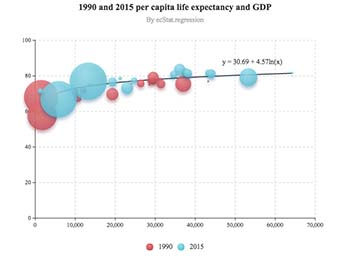 1990 and 2015 per capita life expectancy and GDP
By ecStat.regression
100
80
60
40
20
0
y = 30.69 + 4.57ln(x)
0 10,000 20,000 30,000 40,000 50,000 60,000 70,000
1990 2015